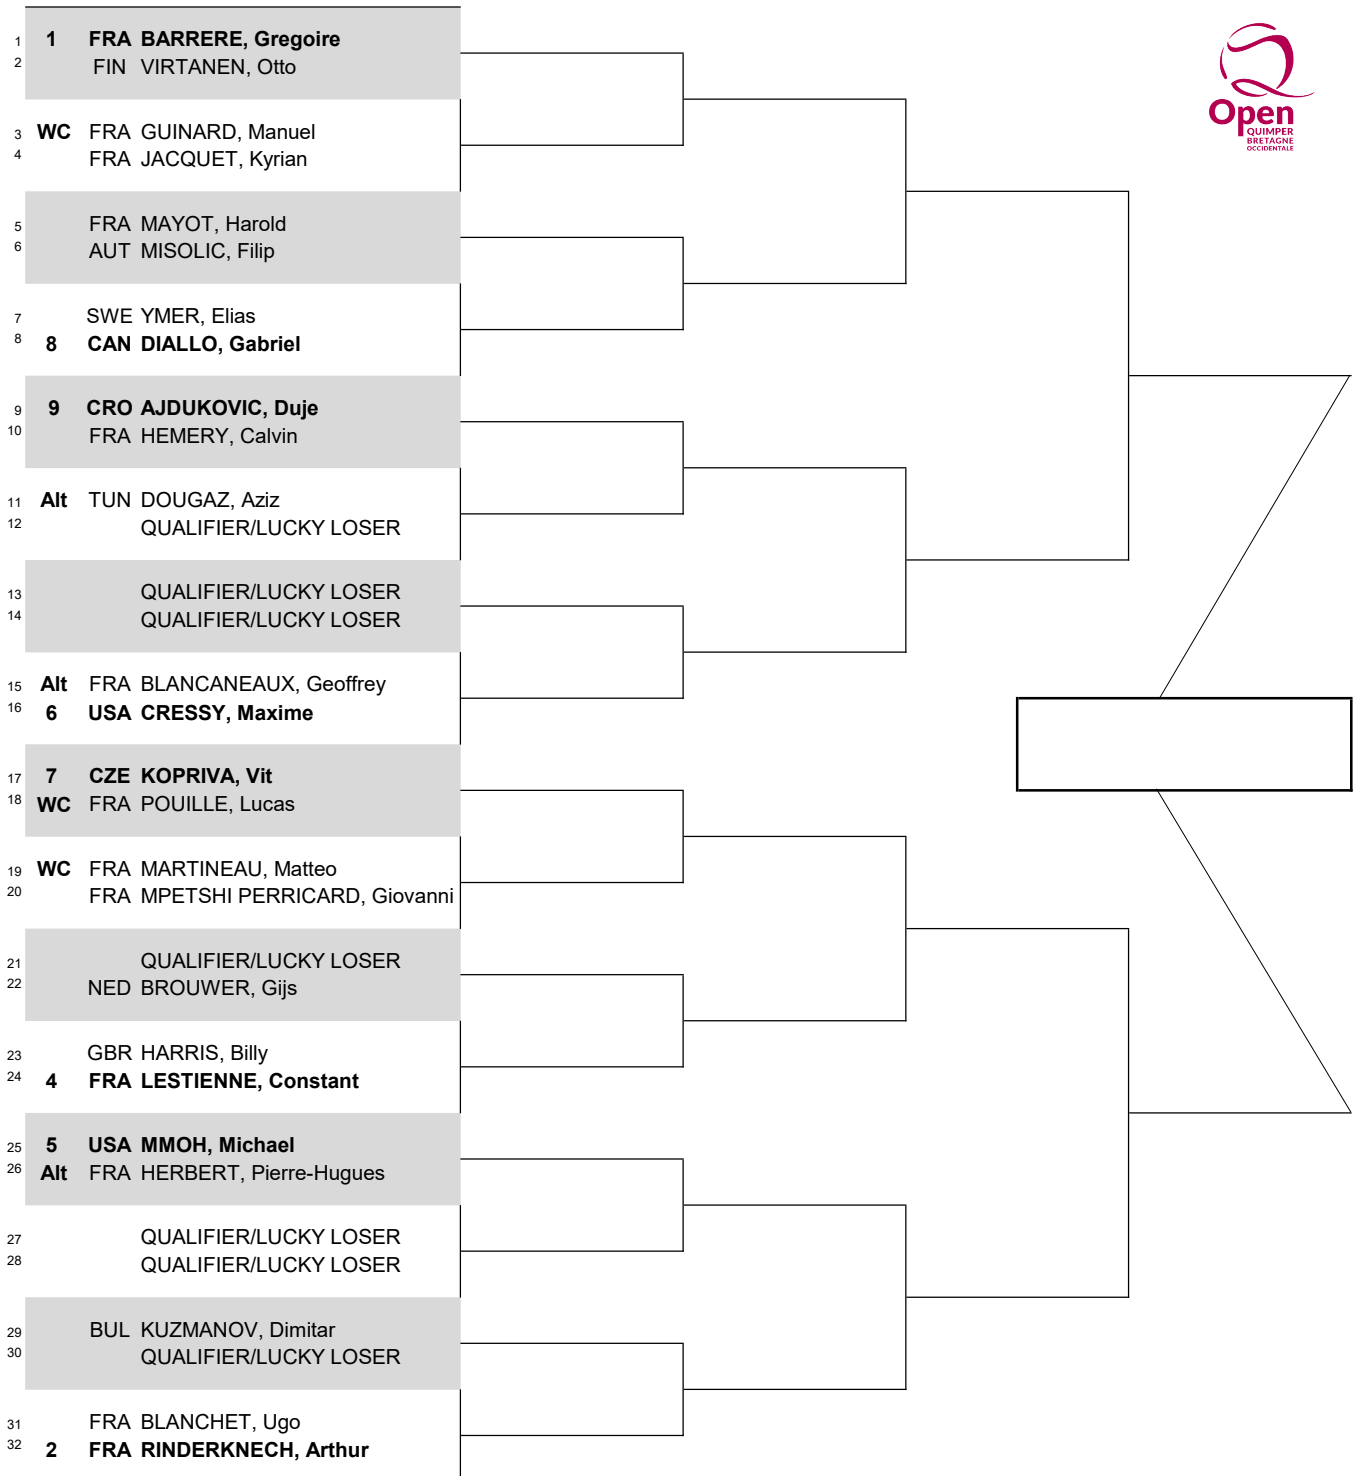 Open
QUIMPER
BRETAGNE
OCCIDENTALE
1 1 FRA BARRERE, Gregoire
2 FIN VIRTANEN, Otto
3 WC FRA GUINARD, Manuel
4 FRA JACQUET, Kyrian
5 FRA MAYOT, Harold
6 AUT MISOLIC, Filip
7 SWE YMER, Elias
8 8 CAN DIALLO, Gabriel
9 9 CRO AJDUKOVIC, Duje
10 FRA HEMERY, Calvin
11 Alt TUN DOUGAZ, Aziz
12 QUALIFIER/LUCKY LOSER
13 QUALIFIER/LUCKY LOSER
14 QUALIFIER/LUCKY LOSER
15 Alt FRA BLANCANEAUX, Geoffrey
16 6 USA CRESSY, Maxime
17 7 CZE KOPRIVA, Vit
18 WC FRA POUILLE, Lucas
19 WC FRA MARTINEAU, Matteo
20 FRA MPETSHI PERRICARD, Giovanni
21 QUALIFIER/LUCKY LOSER
22 NED BROUWER, Gijs
23 GBR HARRIS, Billy
24 4 FRA LESTIENNE, Constant
25 5 USA MMOH, Michael
26 Alt FRA HERBERT, Pierre-Hugues
27 QUALIFIER/LUCKY LOSER
28 QUALIFIER/LUCKY LOSER
29 BUL KUZMANOV, Dimitar
30 QUALIFIER/LUCKY LOSER
31 FRA BLANCHET, Ugo
32 2 FRA RINDERKNECH, Arthur